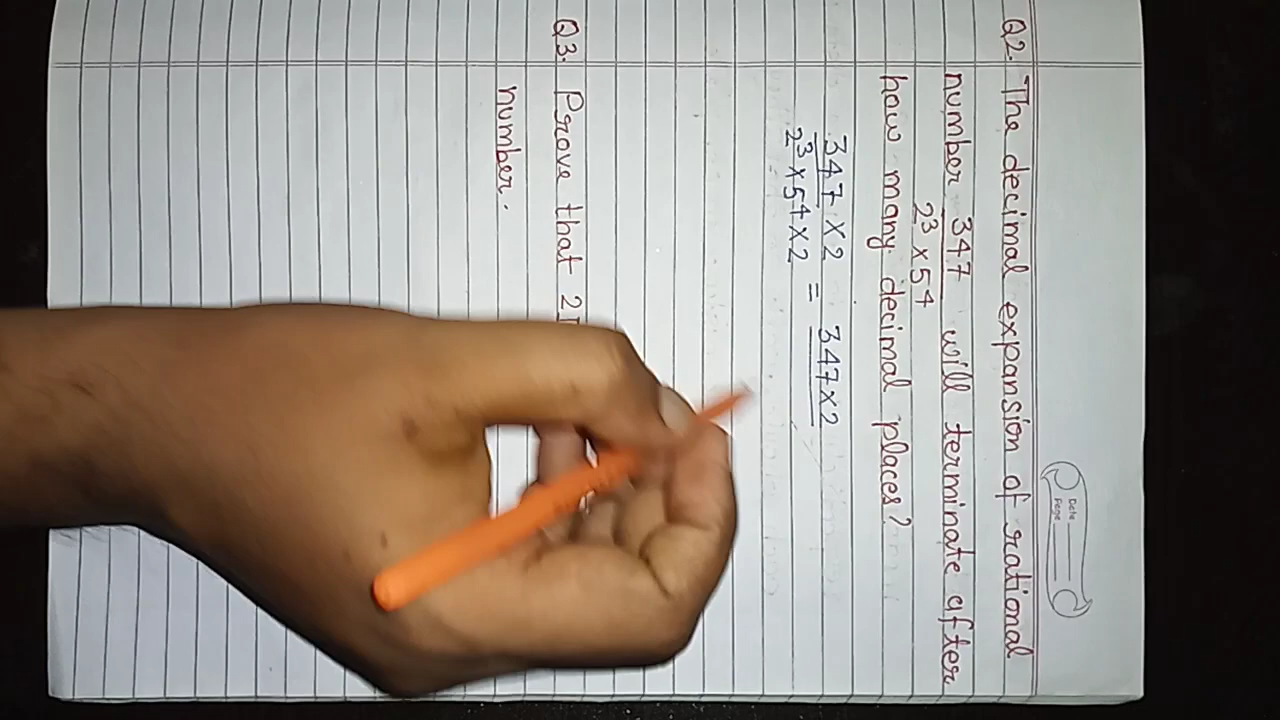 Date
Page
Q2. The decimal expansion of rational
number 347 / 2³ × 5⁴ will terminate after
how many decimal places?
347 × 2 / 2³ × 5⁴ × 2 = 347 × 2
Q3. Prove that
number.